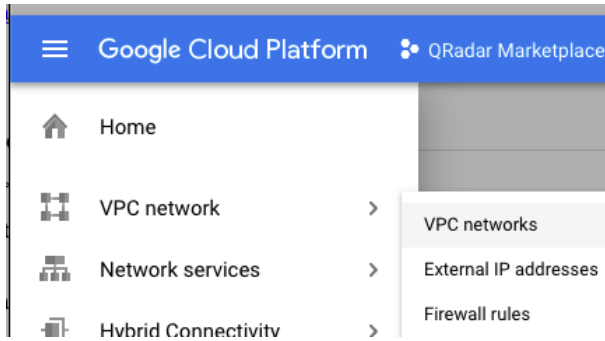 Google Cloud Platform QRadar Marketplace
Home
VPC network
VPC networks
Network services
External IP addresses
Firewall rules
Hybrid Connectivity